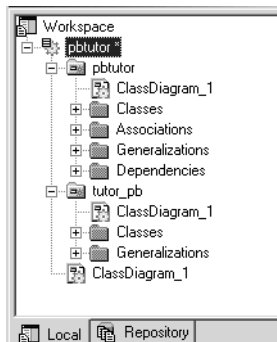 Workspace
pbtutor *
pbtutor
ClassDiagram_1
Classes
Associations
Generalizations
Dependencies
tutor_pb
ClassDiagram_1
Classes
Generalizations
ClassDiagram_1
Local Repository